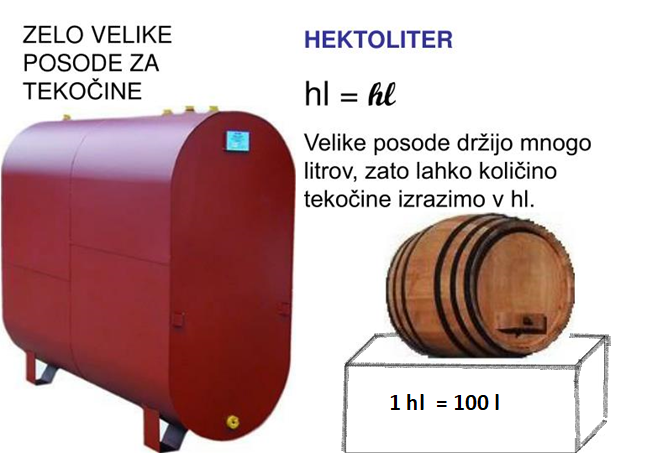 ZELO VELIKE
POSODE ZA
TEKOČINE
HEKTOLITER
hl = hl
Velike posode držijo mnogo
litrov, zato lahko količino
tekočine izrazimo v hl.
1 hl = 100 l